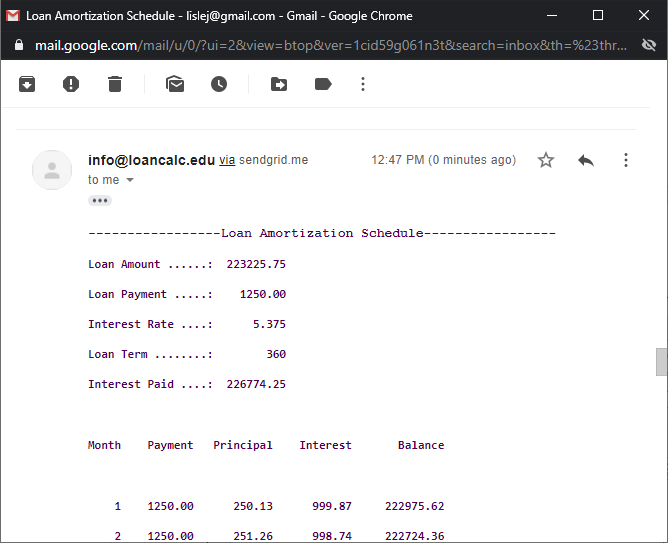 Loan Amortization Schedule - lislej@gmail.com - Gmail - Google Chrome
mail.google.com/mail/u/0/?ui=2&view=btop&ver=1cid59g061n3t&search=inbox&th=%23thr...
info@loancalc.edu via sendgrid.me 12:47 PM (0 minutes ago)
to me
-----------------Loan Amortization Schedule-----------------
Loan Amount ......: 223225.75
Loan Payment .....: 1250.00
Interest Rate ....: 5.375
Loan Term ........: 360
Interest Paid ....: 226774.25
Month Payment Principal Interest Balance
1 1250.00 250.13 999.87 222975.62
2 1250.00 251.26 998.74 222724.36